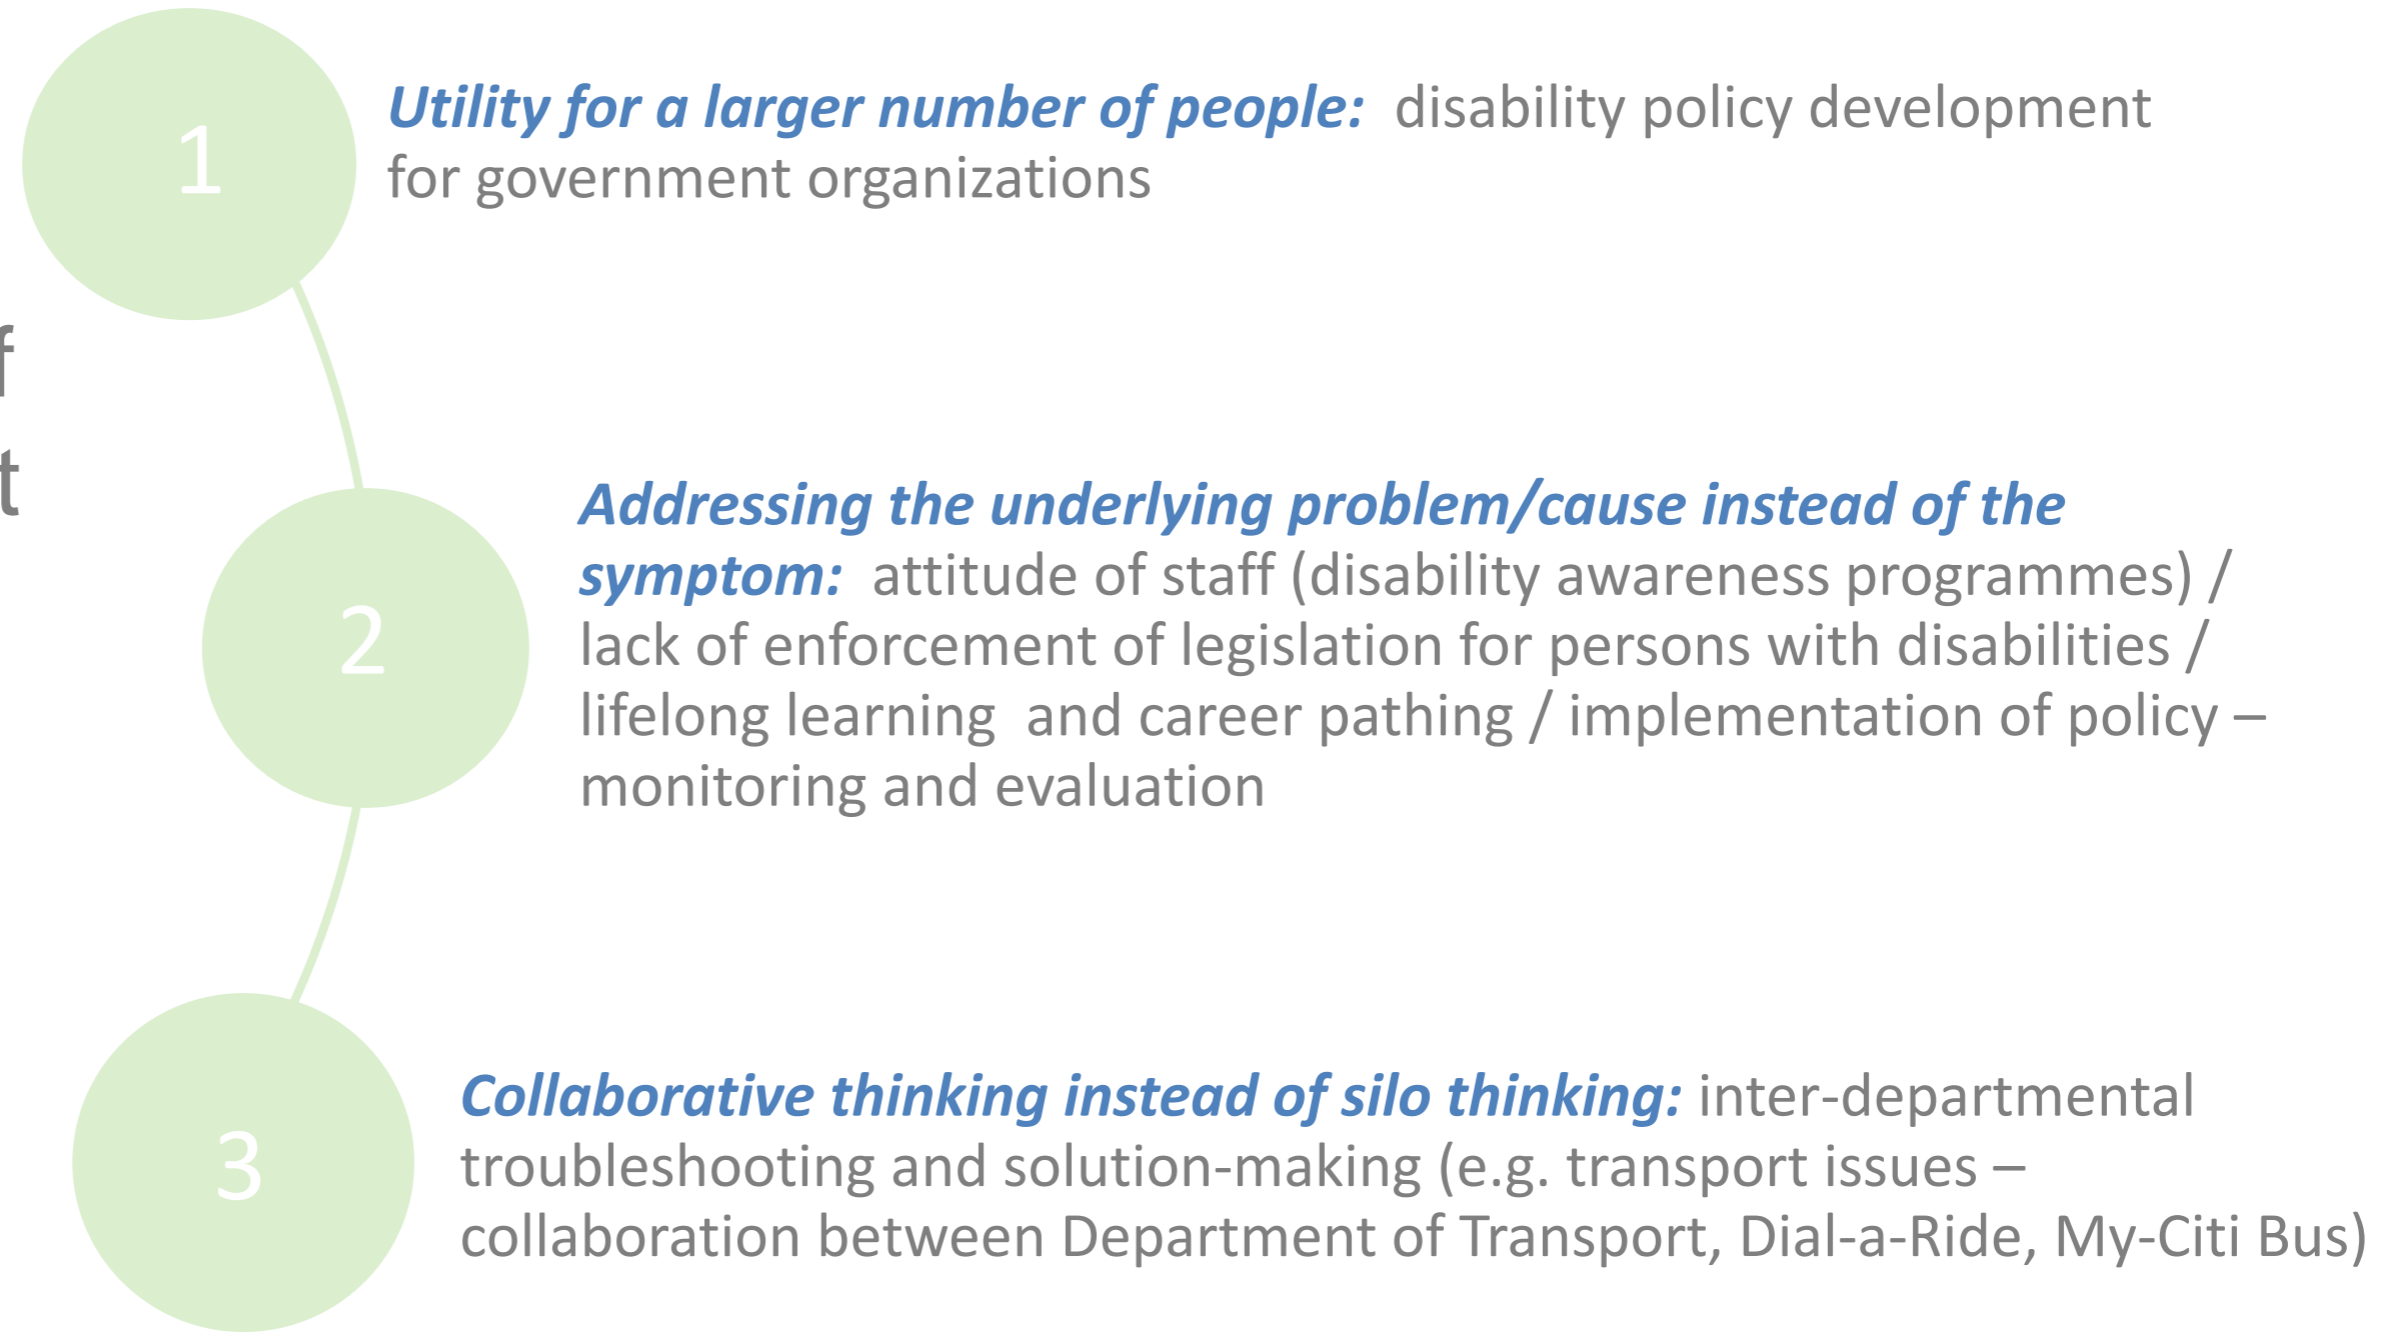 1
Utility for a larger number of people: disability policy development
for government organizations
f
t
2
Addressing the underlying problem/cause instead of the
symptom: attitude of staff (disability awareness programmes) /
lack of enforcement of legislation for persons with disabilities /
lifelong learning and career pathing / implementation of policy –
monitoring and evaluation
3
Collaborative thinking instead of silo thinking: inter-departmental
troubleshooting and solution-making (e.g. transport issues –
collaboration between Department of Transport, Dial-a-Ride, My-Citi Bus)